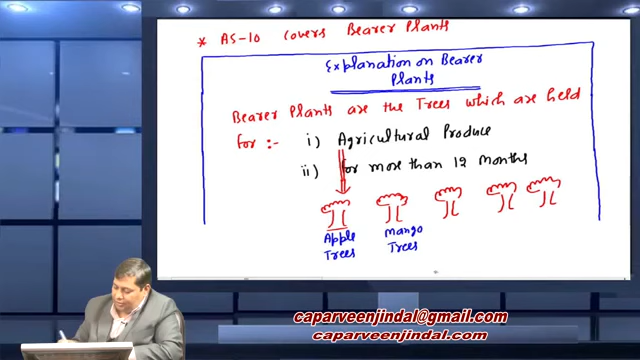 * AS-10 covers Bearer Plants
Explanation on Bearer
Plants
Bearer Plants are the Trees which are held
for :- i) Agricultural Produce
ii) for more than 12 months
Apple
Trees
Mango
Trees
caparveenjindal@gmail.com
caparveenjindal.com